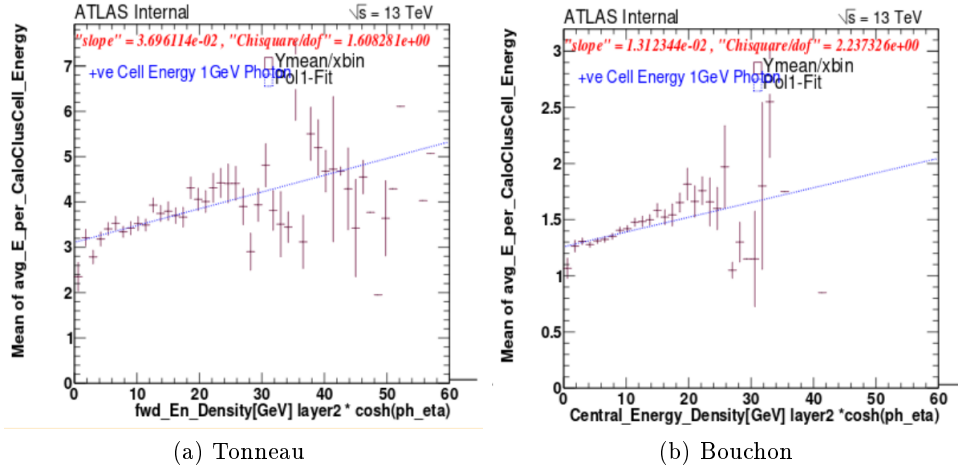 ATLAS Internal
√s = 13 TeV
"slope" = 3.696114e-02 , "Chisquare/dof" = 1.608281e+00
+ve Cell Energy 1GeV Photon
Ymean/xbin
Pol1-Fit
Mean of avg_E_per_CaloClusCell_Energy
7
6
5
4
3
2
1
0
0 10 20 30 40 50 60
fwd_En_Density[GeV] layer2 * cosh(ph_eta)
(a) Tonneau
ATLAS Internal
√s = 13 TeV
"slope" = 1.312344e-02 , "Chisquare/dof" = 2.237326e+00
+ve Cell Energy 1GeV Photon
Ymean/xbin
Pol1-Fit
Mean of avg_E_per_CaloClusCell_Energy
3
2.5
2
1.5
1
0.5
0
0 10 20 30 40 50 60
Central_Energy_Density[GeV] layer2 *cosh(ph_eta)
(b) Bouchon